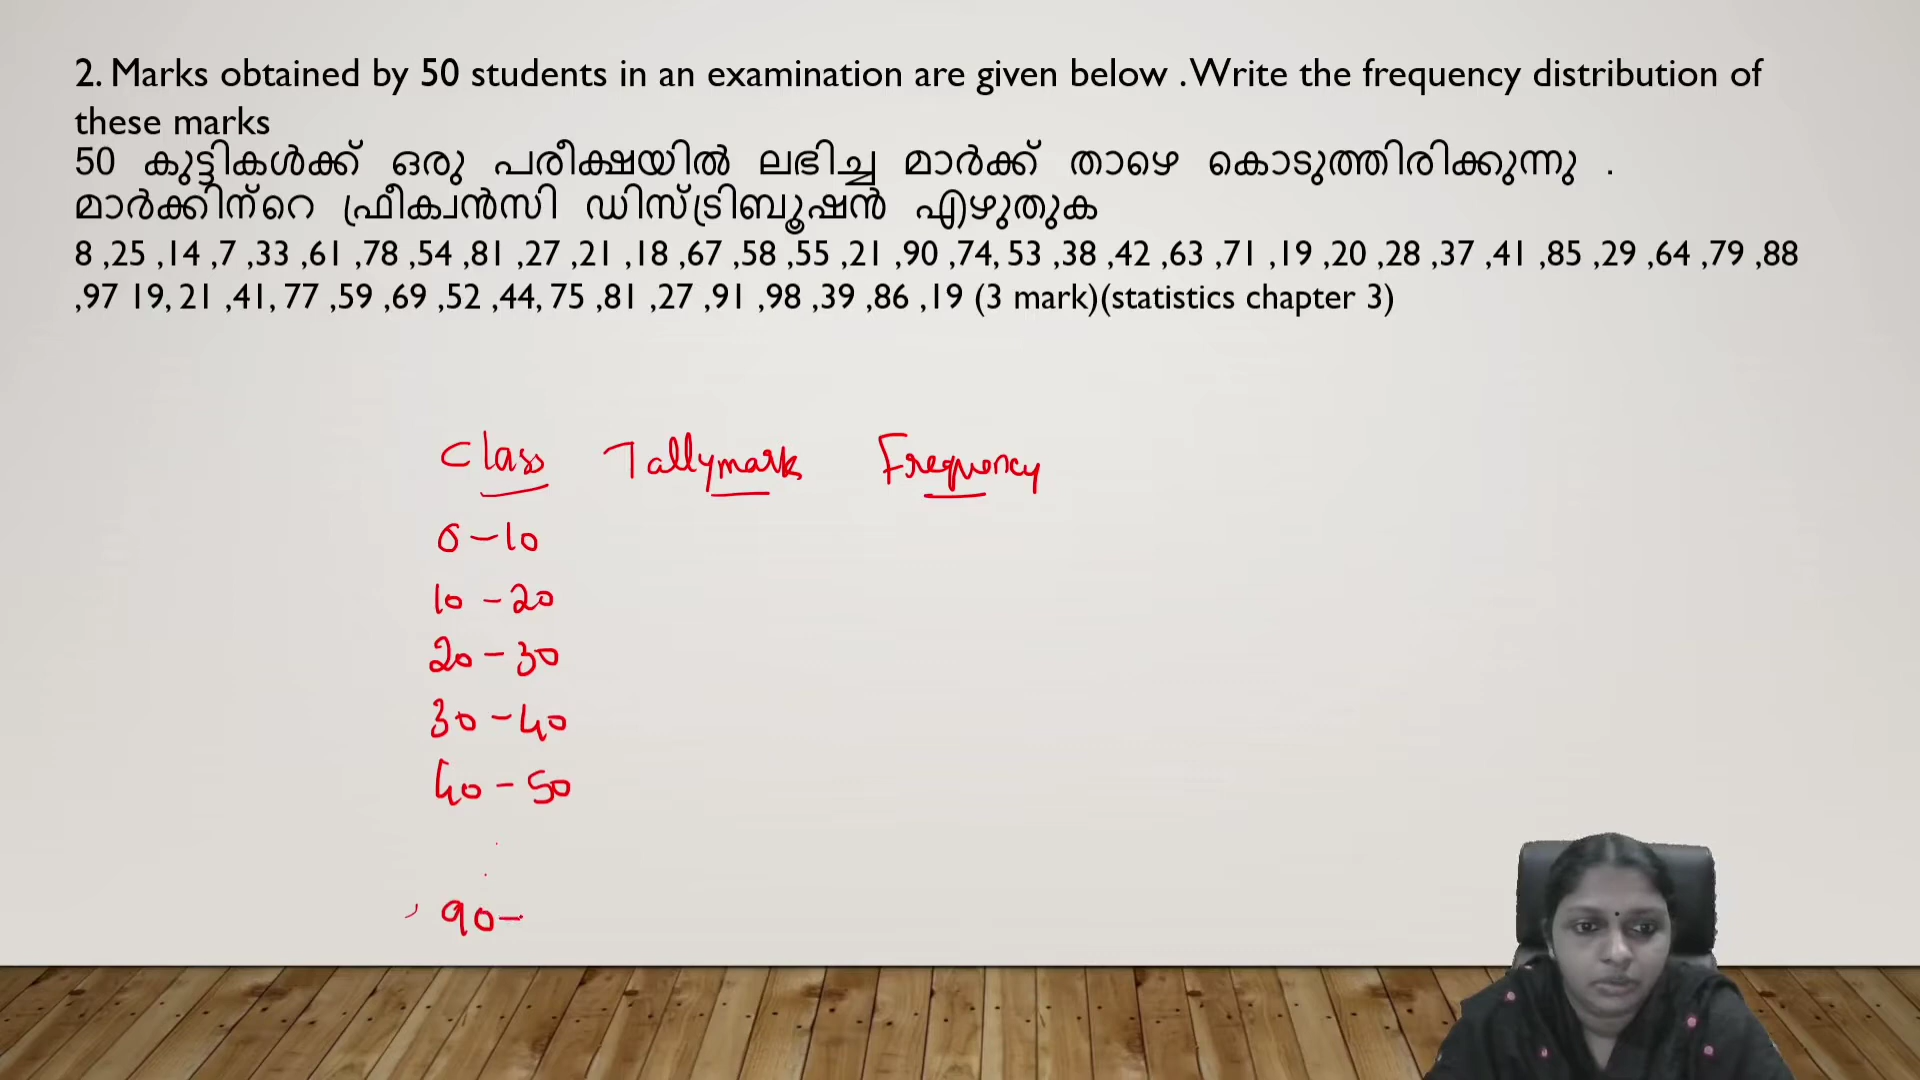 2. Marks obtained by 50 students in an examination are given below .Write the frequency distribution of
these marks
50 കുട്ടികൾക്ക് ഒരു പരീക്ഷയിൽ ലഭിച്ച മാർക്ക് താഴെ കൊടുത്തിരിക്കുന്നു .
മാർക്കിന്റെ ഫ്രീക്വൻസി ഡിസ്ട്രിബൂഷൻ എഴുതുക
8 ,25 ,14 ,7 ,33 ,61 ,78 ,54 ,81 ,27 ,21 ,18 ,67 ,58 ,55 ,21 ,90 ,74, 53 ,38 ,42 ,63 ,71 ,19 ,20 ,28 ,37 ,41 ,85 ,29 ,64 ,79 ,88
,97 19, 21 ,41, 77 ,59 ,69 ,52 ,44, 75 ,81 ,27 ,91 ,98 ,39 ,86 ,19 (3 mark)(statistics chapter 3)
Class Tallymark Frequency
0-10
10-20
20-30
30-40
40-50
90-